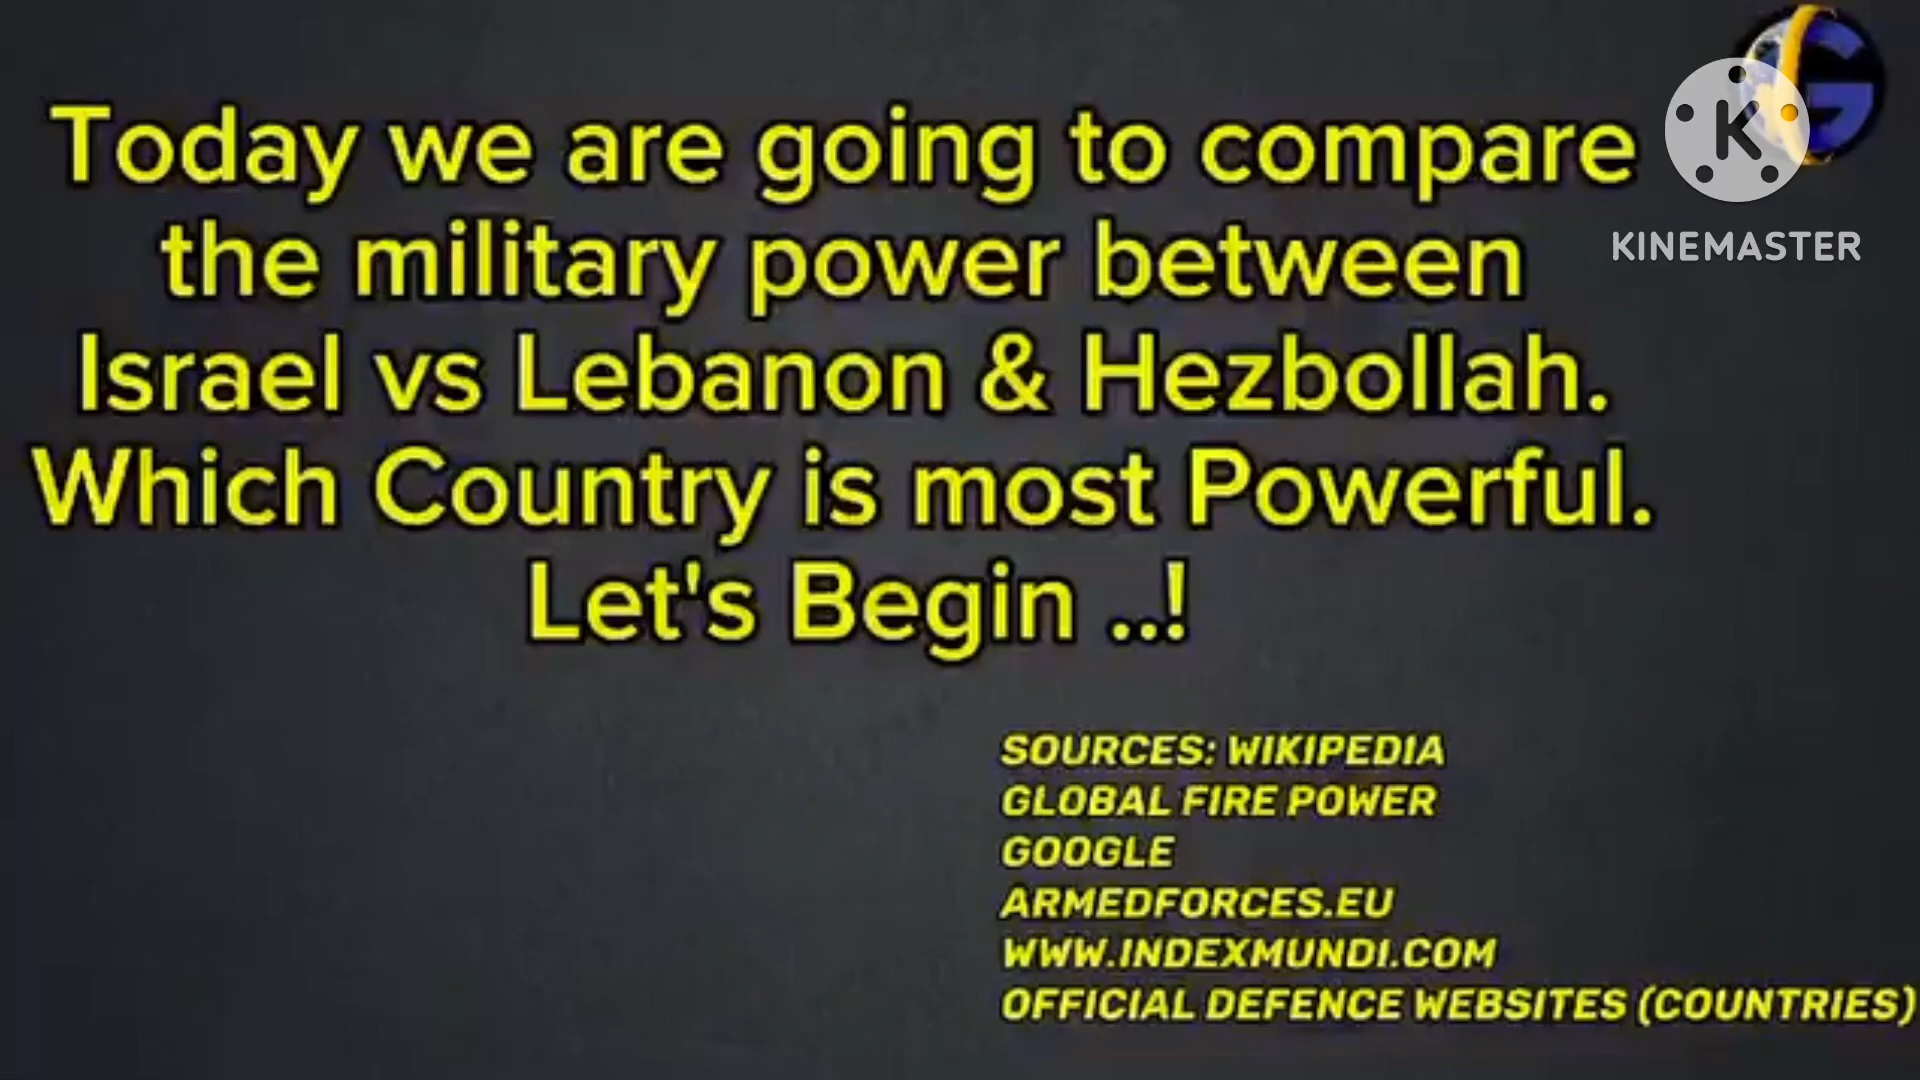 Today we are going to compare
the military power between
Israel vs Lebanon & Hezbollah.
Which Country is most Powerful.
Let's Begin ..!
G
K
KINEMASTER
SOURCES: WIKIPEDIA
GLOBAL FIRE POWER
GOOGLE
ARMEDFORCES.EU
WWW.INDEXMUNDI.COM
OFFICIAL DEFENCE WEBSITES (COUNTRIES)